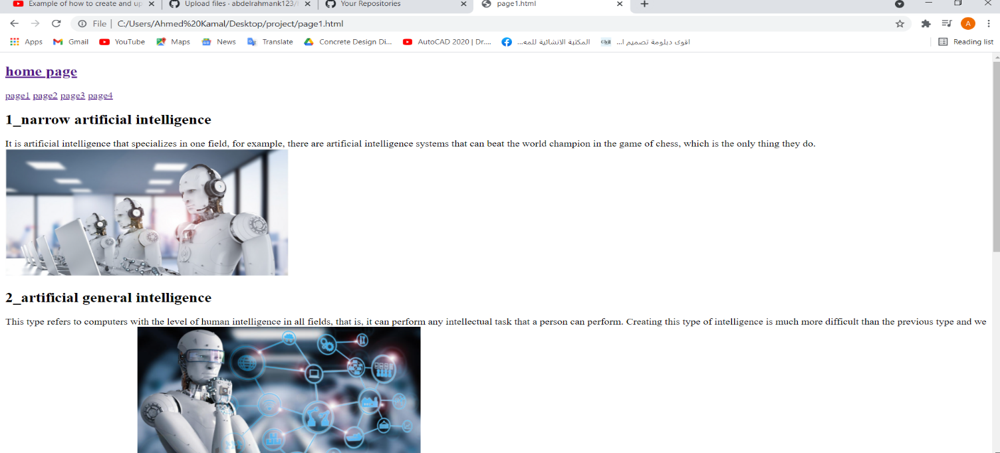 Example of how to create and up
Upload files · abdelrahmank123/
Your Repositories
page1.html
File | C:/Users/Ahmed%20Kamal/Desktop/project/page1.html
A
Apps Gmail YouTube Maps News Translate Concrete Design Di... AutoCAD 2020 | Dr.... المكتبة الانشائية للمه... اقوى دبلومة تصميم ا... Reading list
home page
page1 page2 page3 page4
1_narrow artificial intelligence
It is artificial intelligence that specializes in one field, for example, there are artificial intelligence systems that can beat the world champion in the game of chess, which is the only thing they do.
2_artificial general intelligence
This type refers to computers with the level of human intelligence in all fields, that is, it can perform any intellectual task that a person can perform. Creating this type of intelligence is much more difficult than the previous type and we